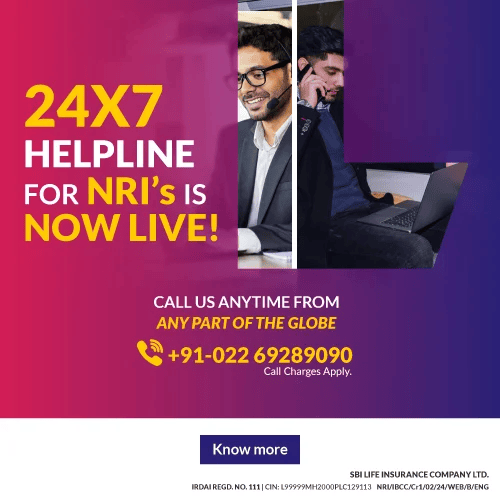 24X7
HELPLINE
FOR NRI's IS
NOW LIVE!
CALL US ANYTIME FROM
ANY PART OF THE GLOBE
+91-022 69289090
Call Charges Apply.
Know more
SBI LIFE INSURANCE COMPANY LTD.
IRDAI REGD. NO. 111 | CIN: L99999MH2000PLC129113 NRI/IBCC/Cr1/02/24/WEB/B/ENG